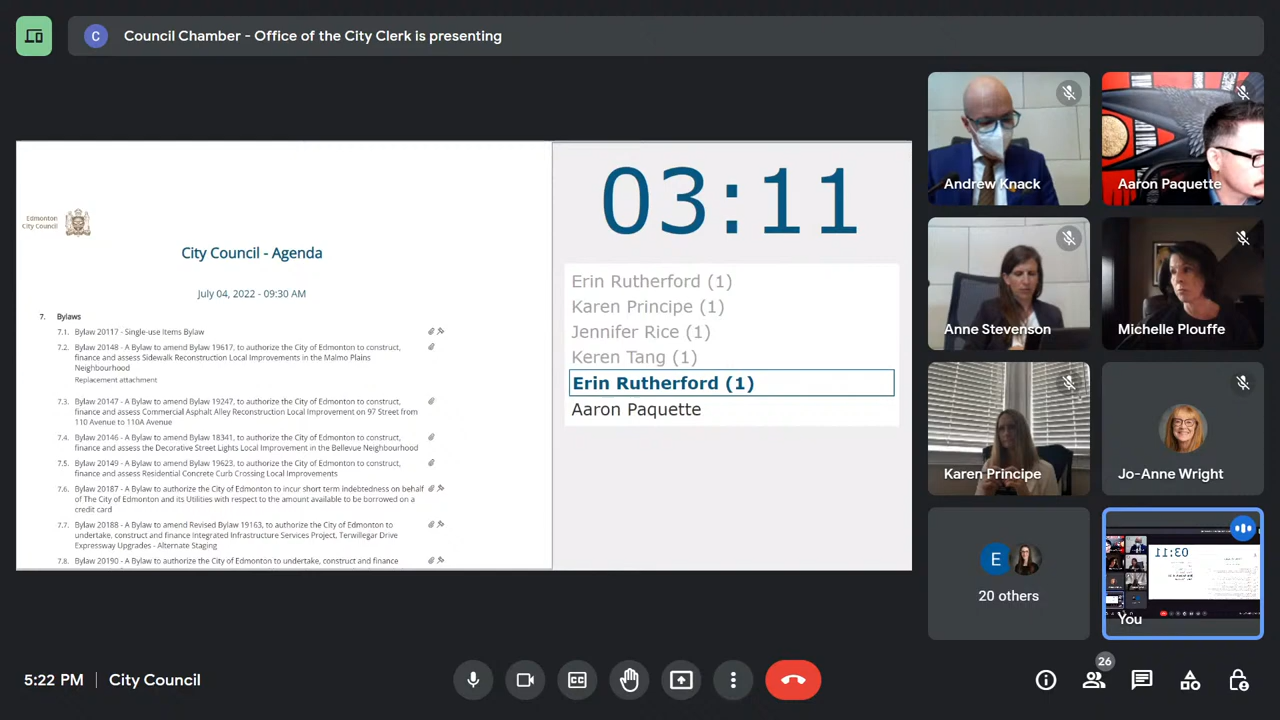 C
Council Chamber - Office of the City Clerk is presenting
Edmonton
City Council
City Council - Agenda
July 04, 2022 - 09:30 AM
7. Bylaws
7.1. Bylaw 20117 - Single-use Items Bylaw
7.2. Bylaw 20148 - A Bylaw to amend Bylaw 19617, to authorize the City of Edmonton to construct,
finance and assess Sidewalk Reconstruction Local Improvements in the Malmo Plains
Neighbourhood
Replacement attachment
7.3. Bylaw 20147 - A Bylaw to amend Bylaw 19247, to authorize the City of Edmonton to construct,
finance and assess Commercial Asphalt Alley Reconstruction Local Improvement on 97 Street from
110 Avenue to 110A Avenue
7.4. Bylaw 20146 - A Bylaw to amend Bylaw 18341, to authorize the City of Edmonton to construct,
finance and assess the Decorative Street Lights Local Improvement in the Bellevue Neighbourhood
7.5. Bylaw 20149 - A Bylaw to amend Bylaw 19623, to authorize the City of Edmonton to construct,
finance and assess Residential Concrete Curb Crossing Local Improvements
7.6. Bylaw 20187 - A Bylaw to authorize the City of Edmonton to incur short term indebtedness on behalf
of The City of Edmonton and its Utilities with respect to the amount available to be borrowed on a
credit card
7.7. Bylaw 20188 - A Bylaw to amend Revised Bylaw 19163, to authorize the City of Edmonton to
undertake, construct and finance Integrated Infrastructure Services Project, Terwillegar Drive
Expressway Upgrades - Alternate Staging
7.8. Bylaw 20190 - A Bylaw to authorize the City of Edmonton to undertake, construct and finance
03:11
Erin Rutherford (1)
Karen Principe (1)
Jennifer Rice (1)
Keren Tang (1)
Erin Rutherford (1)
Aaron Paquette
Andrew Knack
Aaron Paquette
Anne Stevenson
Michelle Plouffe
Karen Principe
Jo-Anne Wright
E
20 others
03:11
You
5:22 PM
City Council
CC
26